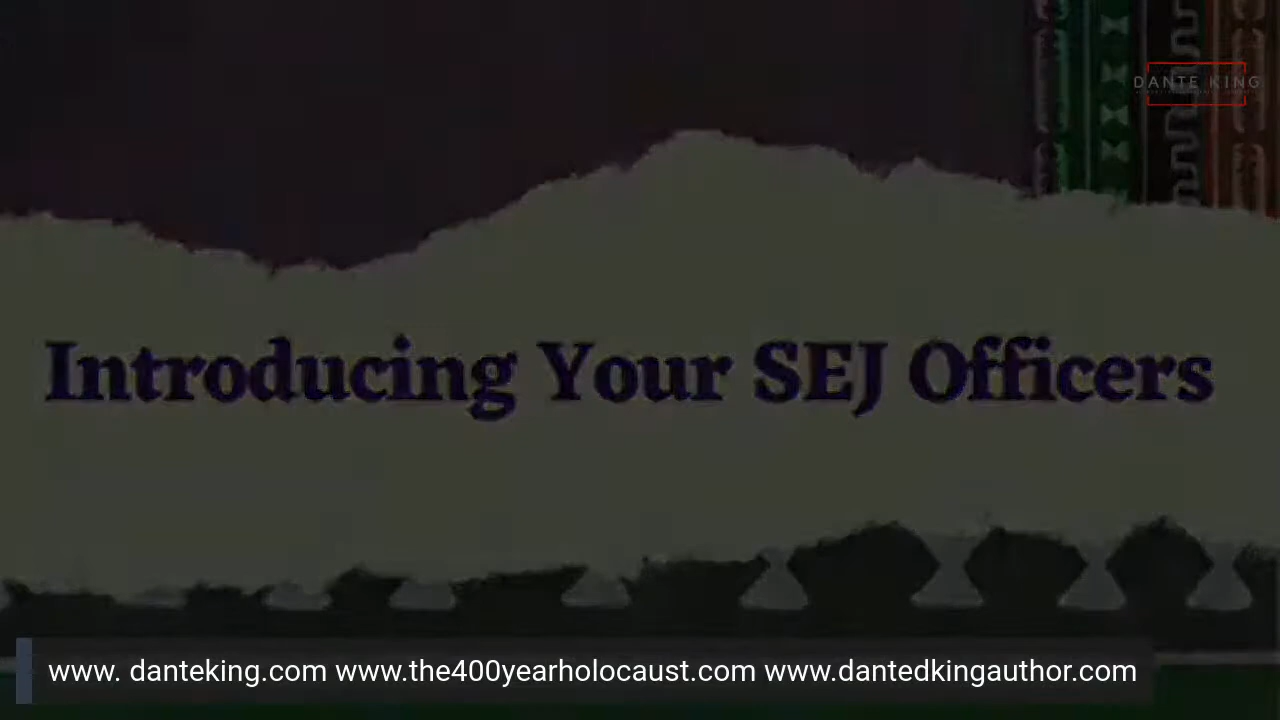 DANTE KING
Introducing Your SEJ Officers
www. danteking.com www.the400yearholocaust.com www.dantedkingauthor.com